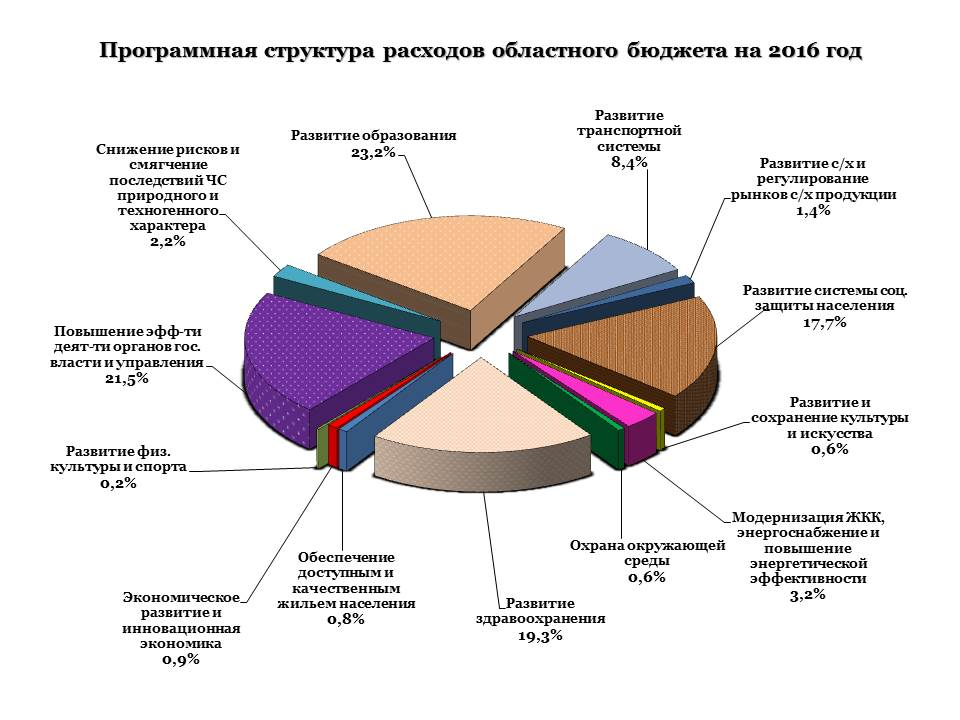 Программная структура расходов областного бюджета на 2016 год
Развитие
транспортной
системы
8,4%
Развитие образования
23,2%
Снижение рисков и
смягчение
последствий ЧС
природного и
техногенного
характера
2,2%
Развитие с/х и
регулирование
рынков с/х продукции
1,4%
Развитие системы соц.
защиты населения
17,7%
Повышение эфф-ти
деят-ти органов гос.
власти и управления
21,5%
Развитие и
сохранение культуры
и искусства
0,6%
Развитие физ.
культуры и спорта
0,2%
Модернизация ЖКК,
энергоснабжение и
повышение
энергетической
эффективности
3,2%
Охрана окружающей
среды
0,6%
Обеспечение
доступным и
качественным
жильем населения
0,8%
Экономическое
развитие и
инновационная
экономика
0,9%
Развитие
здравоохранения
19,3%